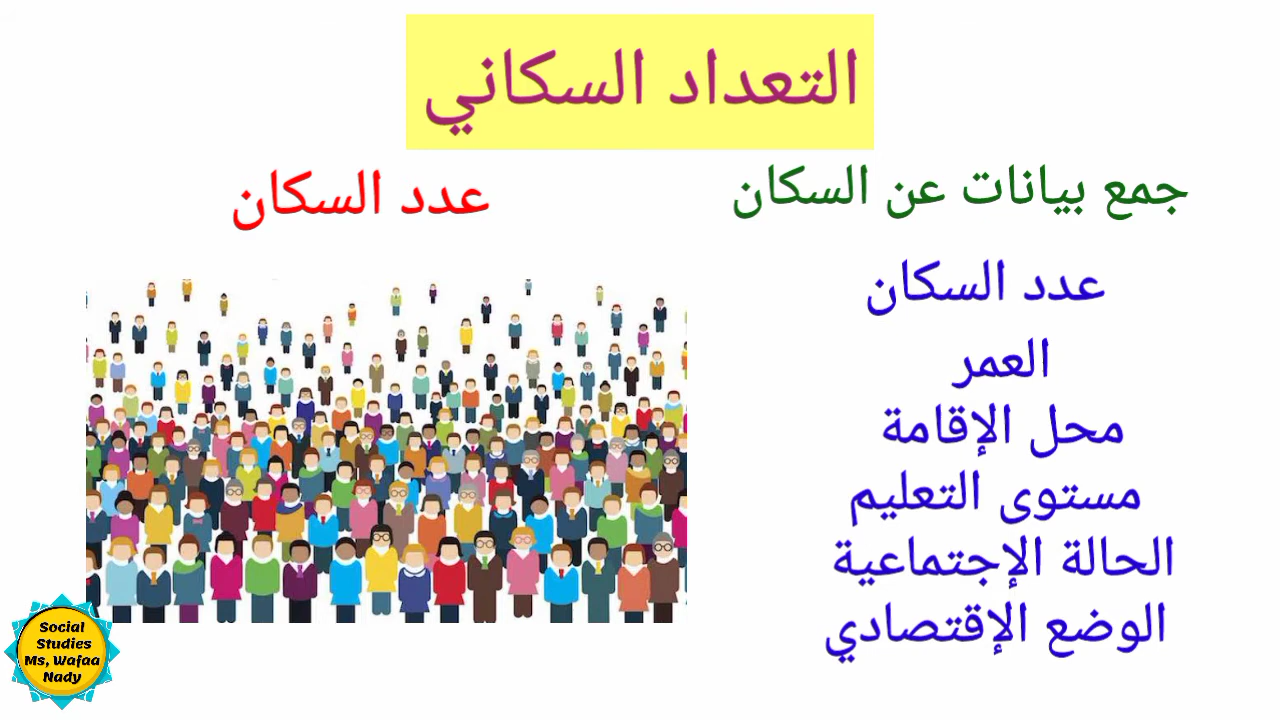 التعداد السكاني
جمع بيانات عن السكان
عدد السكان
العمر
محل الإقامة
مستوى التعليم
الحالة الإجتماعية
الوضع الإقتصادي
عدد السكان
Social
Studies
Ms, Wafaa
Nady